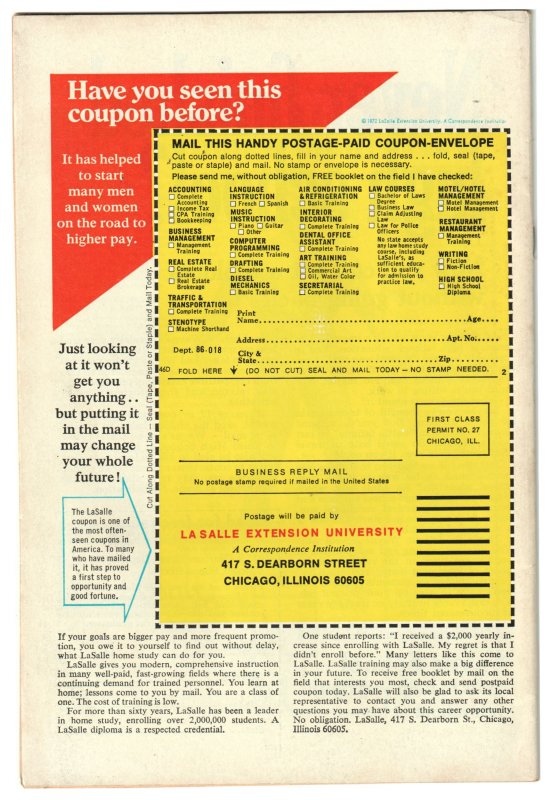 Have you seen this
coupon before?
© 1972 LaSalle Extension University. A Correspondence Institution
It has helped
to start
many men
and women
on the road to
higher pay.
MAIL THIS HANDY POSTAGE-PAID COUPON-ENVELOPE
Cut coupon along dotted lines, fill in your name and address . . . fold, seal (tape,
paste or staple) and mail. No stamp or envelope is necessary.
Please send me, without obligation, FREE booklet on the field I have checked:
ACCOUNTING
☐ Complete
Accounting
☐ Income Tax
☐ CPA Training
☐ Bookkeeping
BUSINESS
MANAGEMENT
☐ Management
Training
REAL ESTATE
☐ Complete Real
Estate
☐ Real Estate
Brokerage
TRAFFIC &
TRANSPORTATION
☐ Complete Training
STENOTYPE
☐ Machine Shorthand
LANGUAGE
INSTRUCTION
☐ French ☐ Spanish
MUSIC
INSTRUCTION
☐ Piano ☐ Guitar
☐ Other
COMPUTER
PROGRAMMING
☐ Complete Training
DRAFTING
☐ Complete Training
DIESEL
MECHANICS
☐ Basic Training
AIR CONDITIONING
& REFRIGERATION
☐ Basic Training
INTERIOR
DECORATING
☐ Complete Training
DENTAL OFFICE
ASSISTANT
☐ Complete Training
ART TRAINING
☐ Complete Training
☐ Commercial Art
☐ Oil, Water Color
SECRETARIAL
☐ Complete Training
LAW COURSES
☐ Bachelor of Laws
Degree
☐ Business Law
☐ Claim Adjusting
Law
☐ Law for Police
Officers
No state accepts
any law home study
course, including
LaSalle's, as
sufficient educa-
tion to qualify
for admission to
practice law.
MOTEL/HOTEL
MANAGEMENT
☐ Motel Management
☐ Hotel Management
RESTAURANT
MANAGEMENT
☐ Management
Training
WRITING
☐ Fiction
☐ Non-Fiction
HIGH SCHOOL
☐ High School
Diploma
Print
Name Age
Address Apt. No.
Dept. 86-018
City &
State Zip
46D FOLD HERE (DO NOT CUT) SEAL AND MAIL TODAY — NO STAMP NEEDED. 2
Cut Along Dotted Line — Seal (Tape, Paste or Staple) and Mail Today.
Just looking
at it won't
get you
anything . .
but putting it
in the mail
may change
your whole
future!
The LaSalle
coupon is one of
the most often-
seen coupons in
America. To many
who have mailed
it, it has proved
a first step to
opportunity and
good fortune.
FIRST CLASS
PERMIT NO. 27
CHICAGO, ILL.
BUSINESS REPLY MAIL
No postage stamp required if mailed in the United States
Postage will be paid by
LA SALLE EXTENSION UNIVERSITY
A Correspondence Institution
417 S. DEARBORN STREET
CHICAGO, ILLINOIS 60605
If your goals are bigger pay and more frequent promo-
tion, you owe it to yourself to find out without delay,
what LaSalle home study can do for you.
LaSalle gives you modern, comprehensive instruction
in many well-paid, fast-growing fields where there is a
continuing demand for trained personnel. You learn at
home; lessons come to you by mail. You are a class of
one. The cost of training is low.
For more than sixty years, LaSalle has been a leader
in home study, enrolling over 2,000,000 students. A
LaSalle diploma is a respected credential.
One student reports: "I received a $2,000 yearly in-
crease since enrolling with LaSalle. My regret is that I
didn't enroll before." Many letters like this come to
LaSalle. LaSalle training may also make a big difference
in your future. To receive free booklet by mail on the
field that interests you most, check and send postpaid
coupon today. LaSalle will also be glad to ask its local
representative to contact you and answer any other
questions you may have about this career opportunity.
No obligation. LaSalle, 417 S. Dearborn St., Chicago,
Illinois 60605.